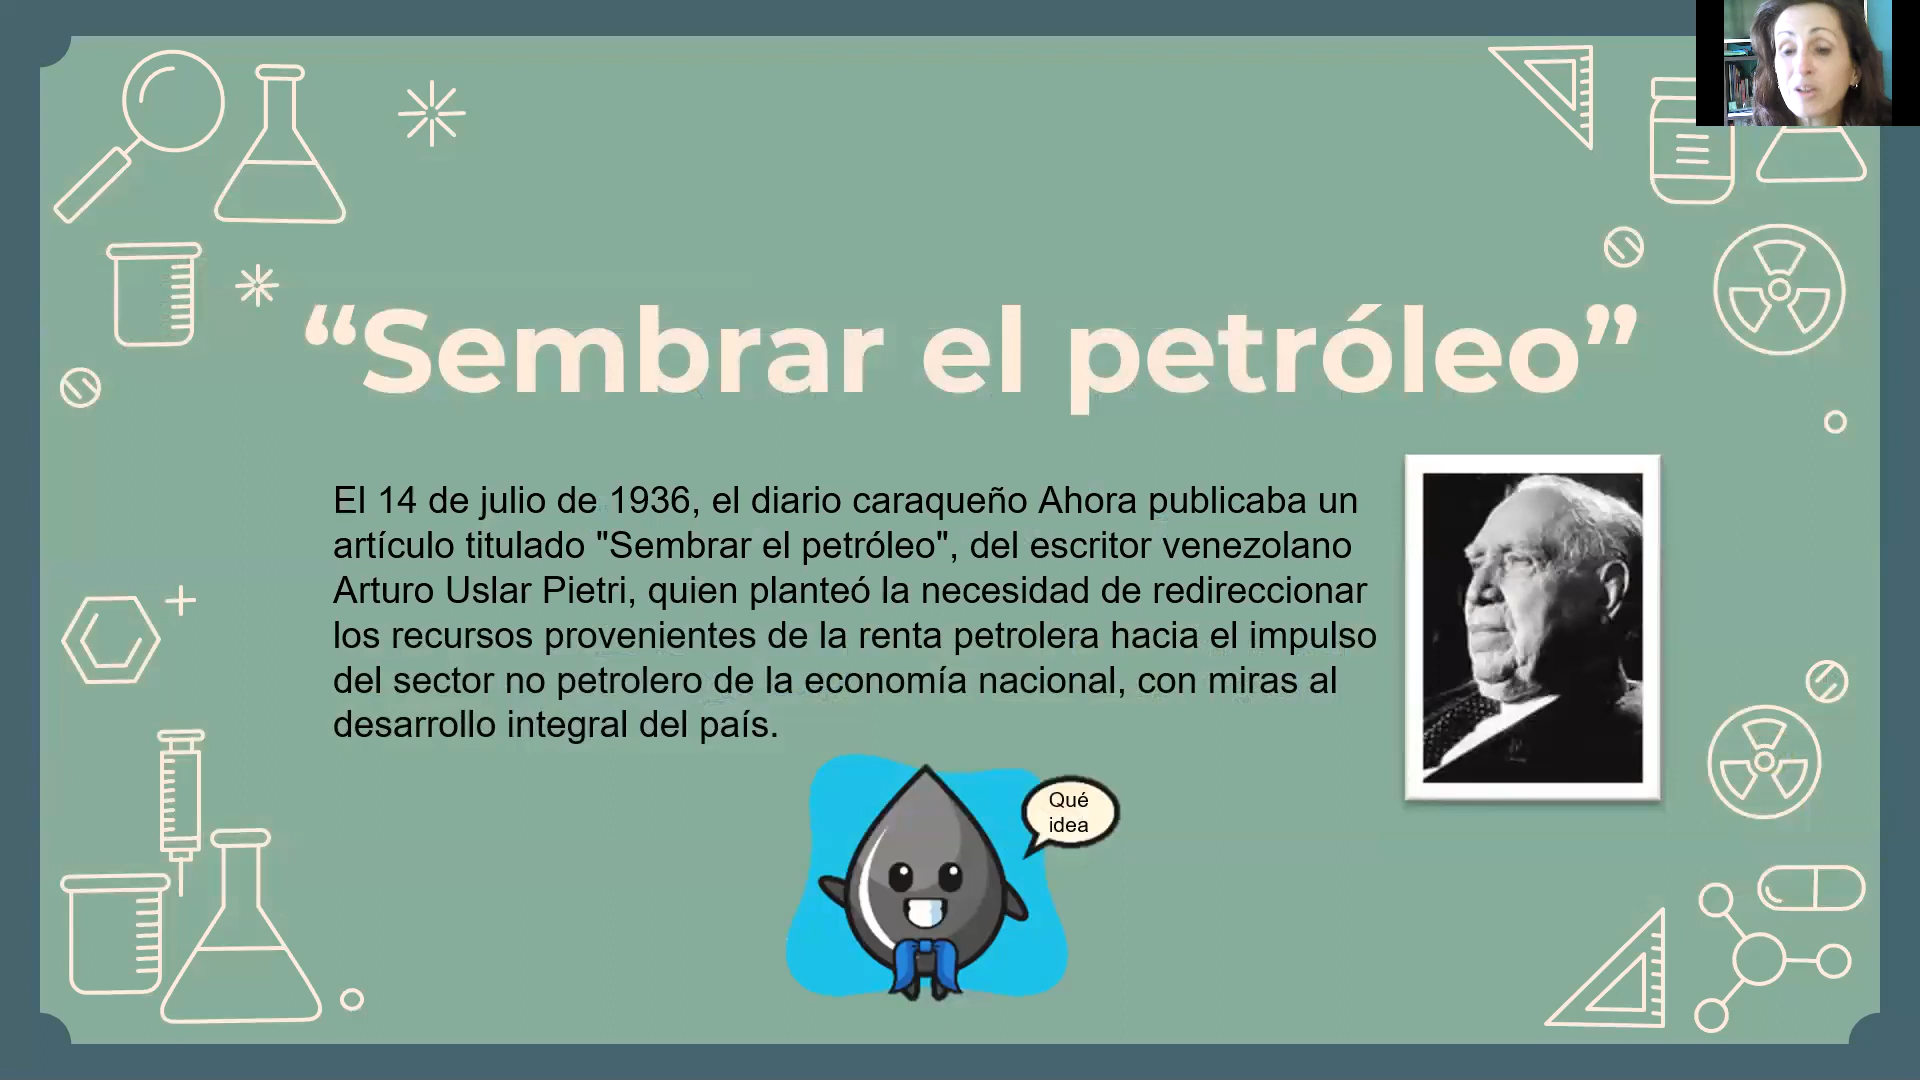 “Sembrar el petróleo”
El 14 de julio de 1936, el diario caraqueño Ahora publicaba un
artículo titulado "Sembrar el petróleo", del escritor venezolano
Arturo Uslar Pietri, quien planteó la necesidad de redireccionar
los recursos provenientes de la renta petrolera hacia el impulso
del sector no petrolero de la economía nacional, con miras al
desarrollo integral del país.
Qué
idea